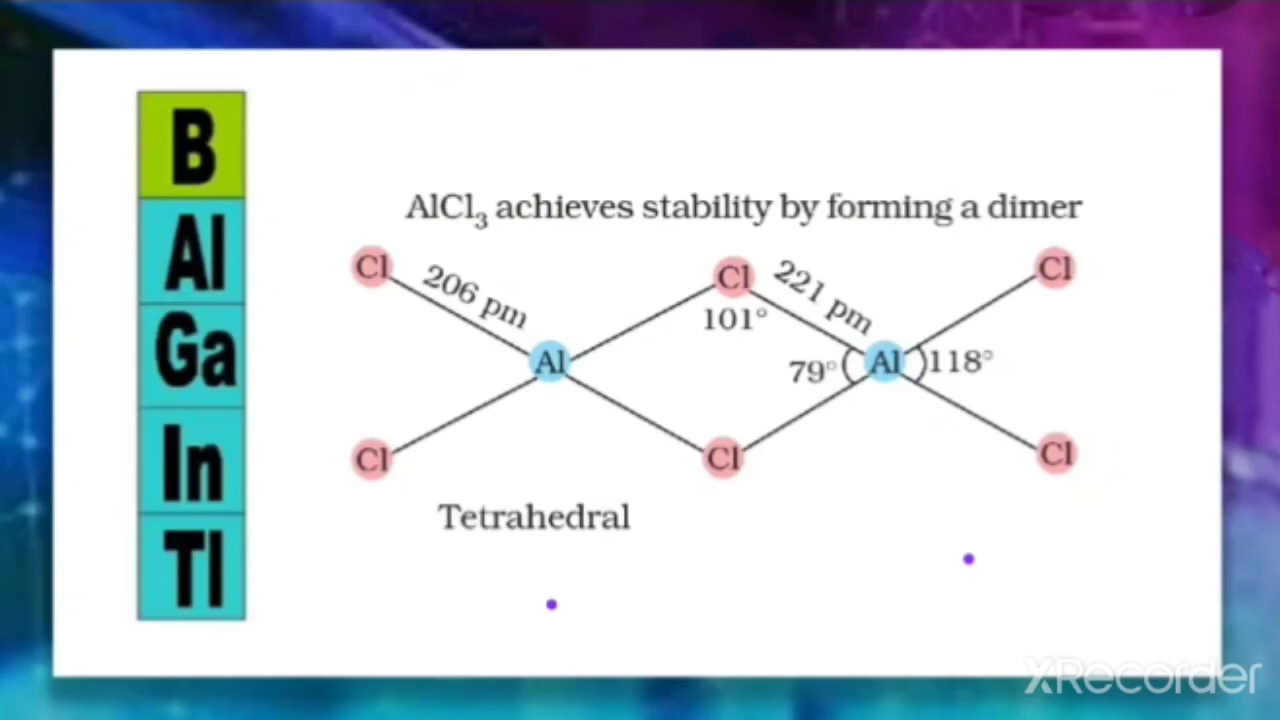 B
Al
Ga
In
Tl
AlCl₃ achieves stability by forming a dimer
Cl
206 pm
Cl
221 pm
Cl
101°
Al
79°
Al
118°
Cl
Cl
Cl
Tetrahedral
XRecorder